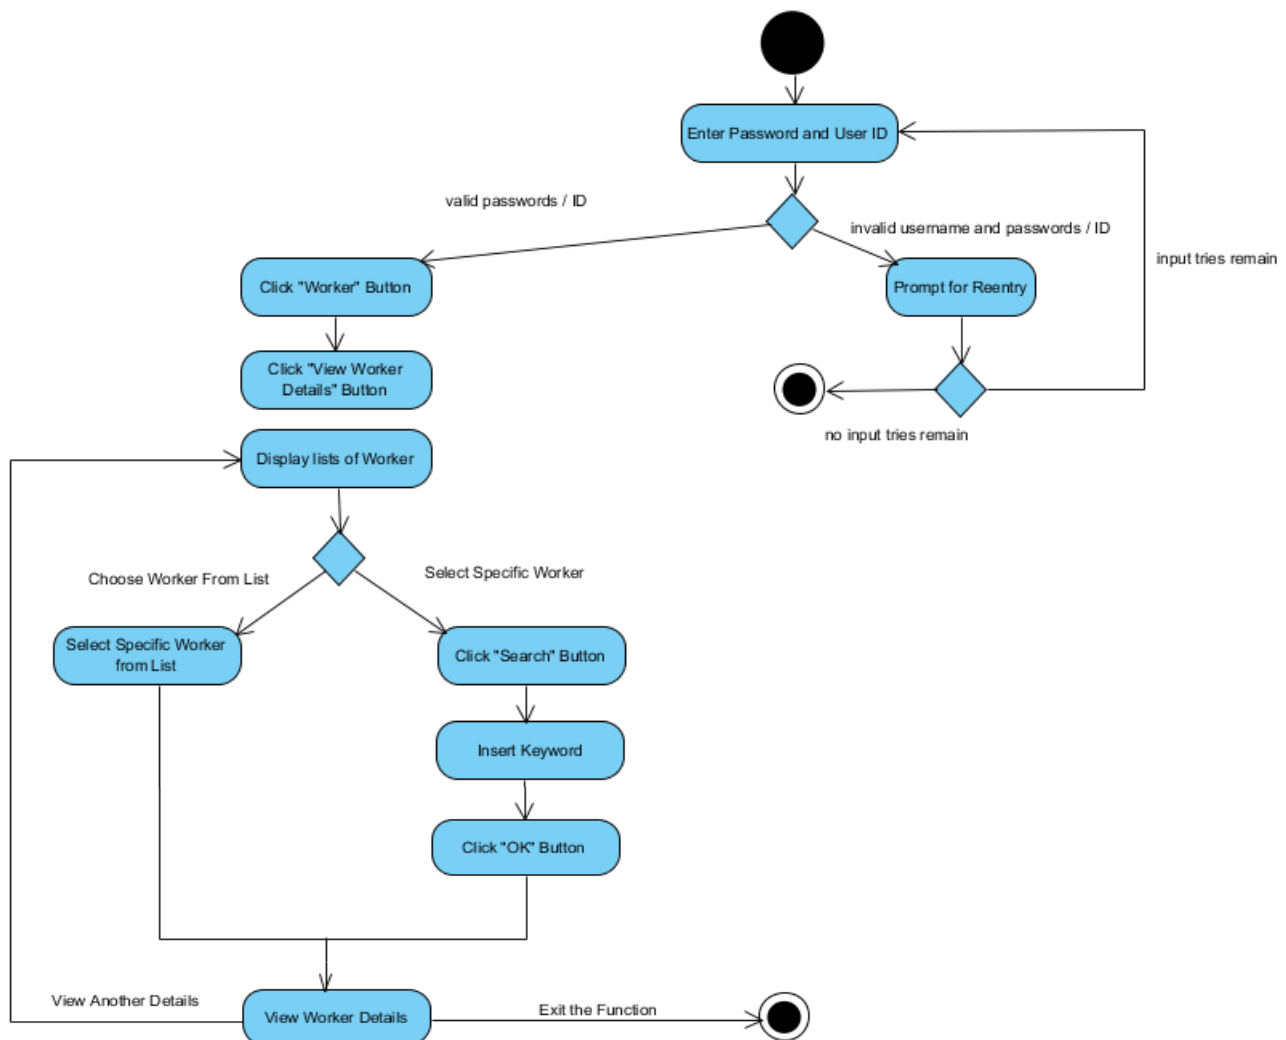 Enter Password and User ID
valid passwords / ID
invalid username and passwords / ID
input tries remain
Click "Worker" Button
Prompt for Reentry
Click "View Worker
Details" Button
no input tries remain
Display lists of Worker
Choose Worker From List
Select Specific Worker
Select Specific Worker
from List
Click "Search" Button
Insert Keyword
Click "OK" Button
View Another Details
View Worker Details
Exit the Function